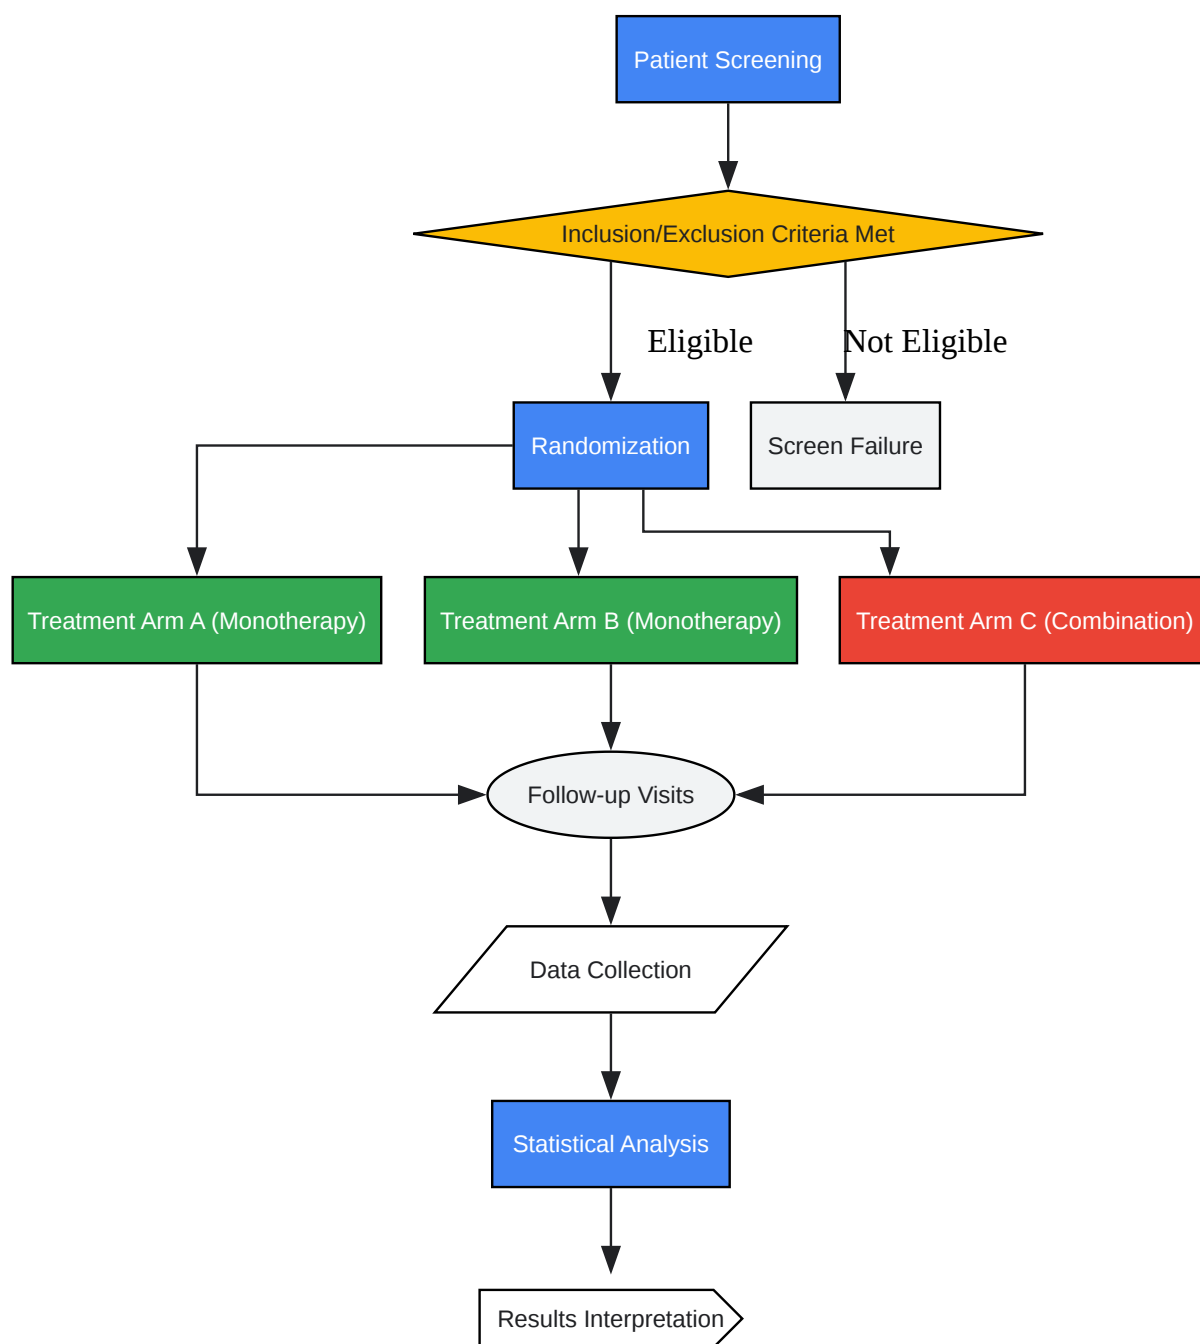 Patient Screening
Inclusion/Exclusion Criteria Met
Eligible
Not Eligible
Randomization
Screen Failure
Treatment Arm A (Monotherapy)
Treatment Arm B (Monotherapy)
Treatment Arm C (Combination)
Follow-up Visits
Data Collection
Statistical Analysis
Results Interpretation